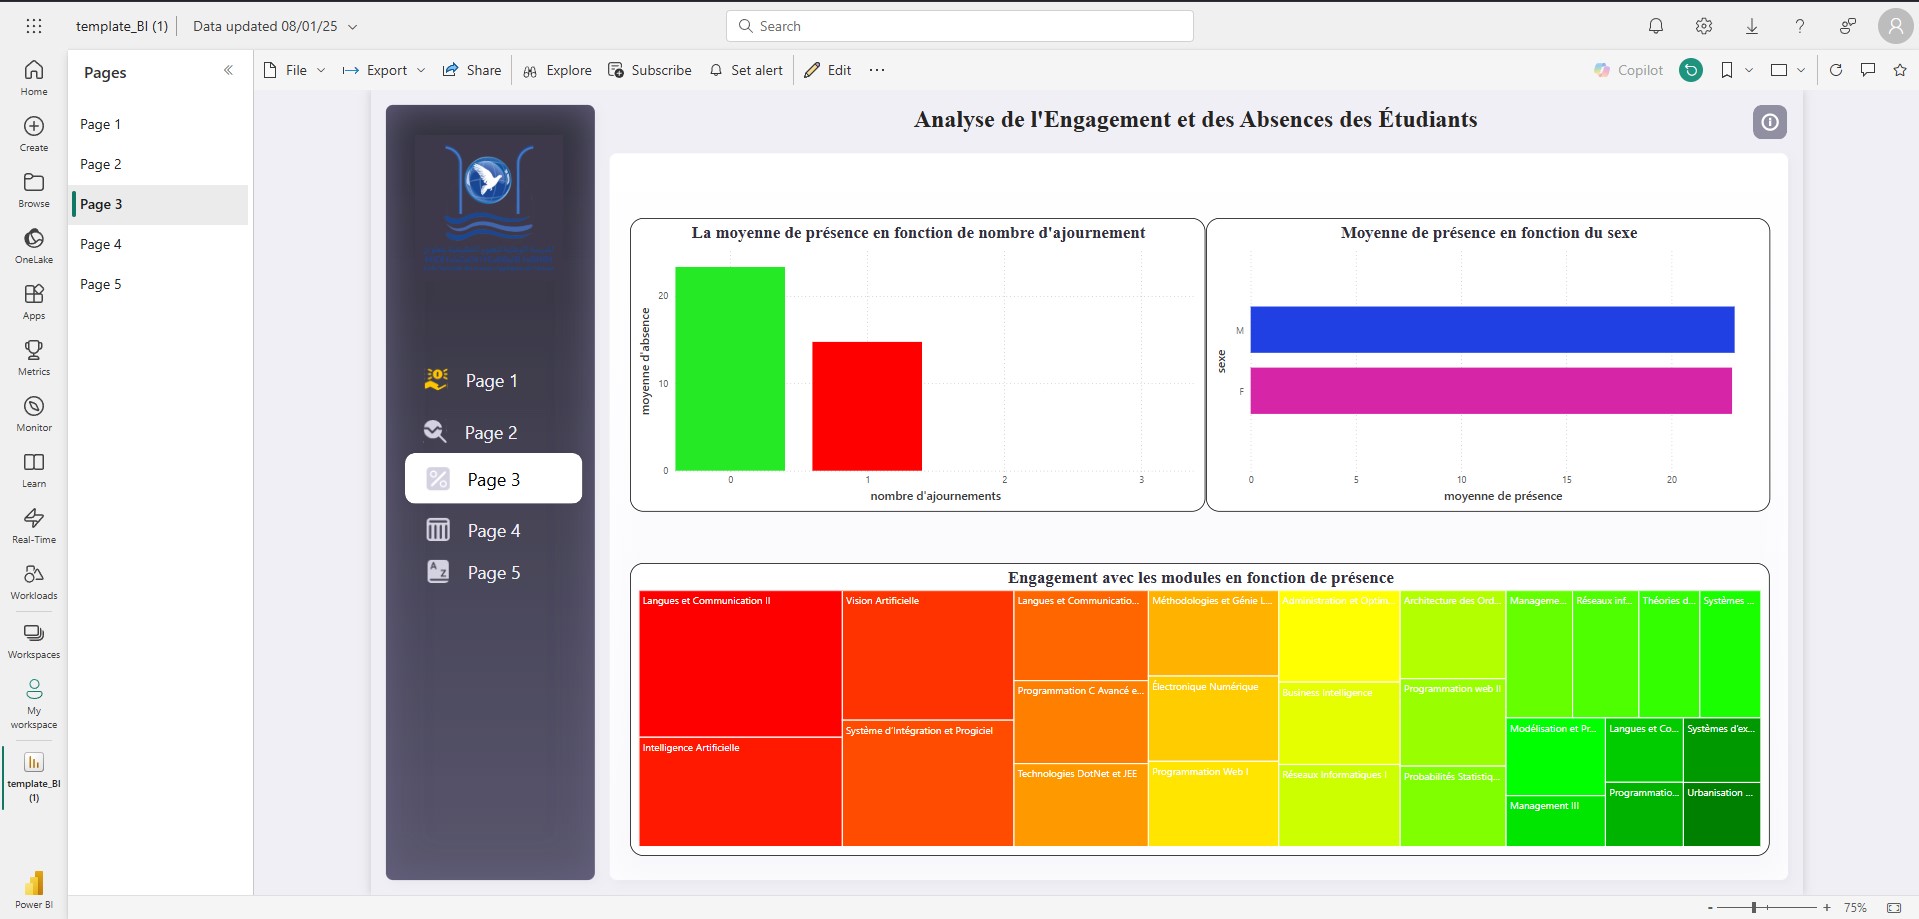 template_BI (1)
Data updated 08/01/25
Search
Home
Create
Browse
OneLake
Apps
Metrics
Monitor
Learn
Real-Time
Workloads
Workspaces
My
workspace
template_BI
(1)
Power BI
Pages
Page 1
Page 2
Page 3
Page 4
Page 5
File
Export
Share
Explore
Subscribe
Set alert
Edit
Copilot
Page 1
Page 2
Page 3
Page 4
Page 5
Analyse de l'Engagement et des Absences des Étudiants
La moyenne de présence en fonction de nombre d'ajournement
moyenne d'absence
20
10
0
0 1 2 3
nombre d'ajournements
Moyenne de présence en fonction du sexe
sexe
M
F
0 5 10 15 20
moyenne de présence
Engagement avec les modules en fonction de présence
Langues et Communication II
Intelligence Artificielle
Vision Artificielle
Système d'Intégration et Progiciel
Langues et Communicatio...
Programmation C Avancé e...
Technologies DotNet et JEE
Méthodologies et Génie L...
Électronique Numérique
Programmation Web I
Administration et Optim...
Business Intelligence
Réseaux Informatiques I
Architecture des Ord...
Programmation web II
Probabilités Statistiq...
Manageme...
Réseaux inf...
Théories d...
Systèmes ...
Modélisation et Pr...
Management III
Langues et Co...
Programmatio...
Systèmes d'ex...
Urbanisation ...
75%